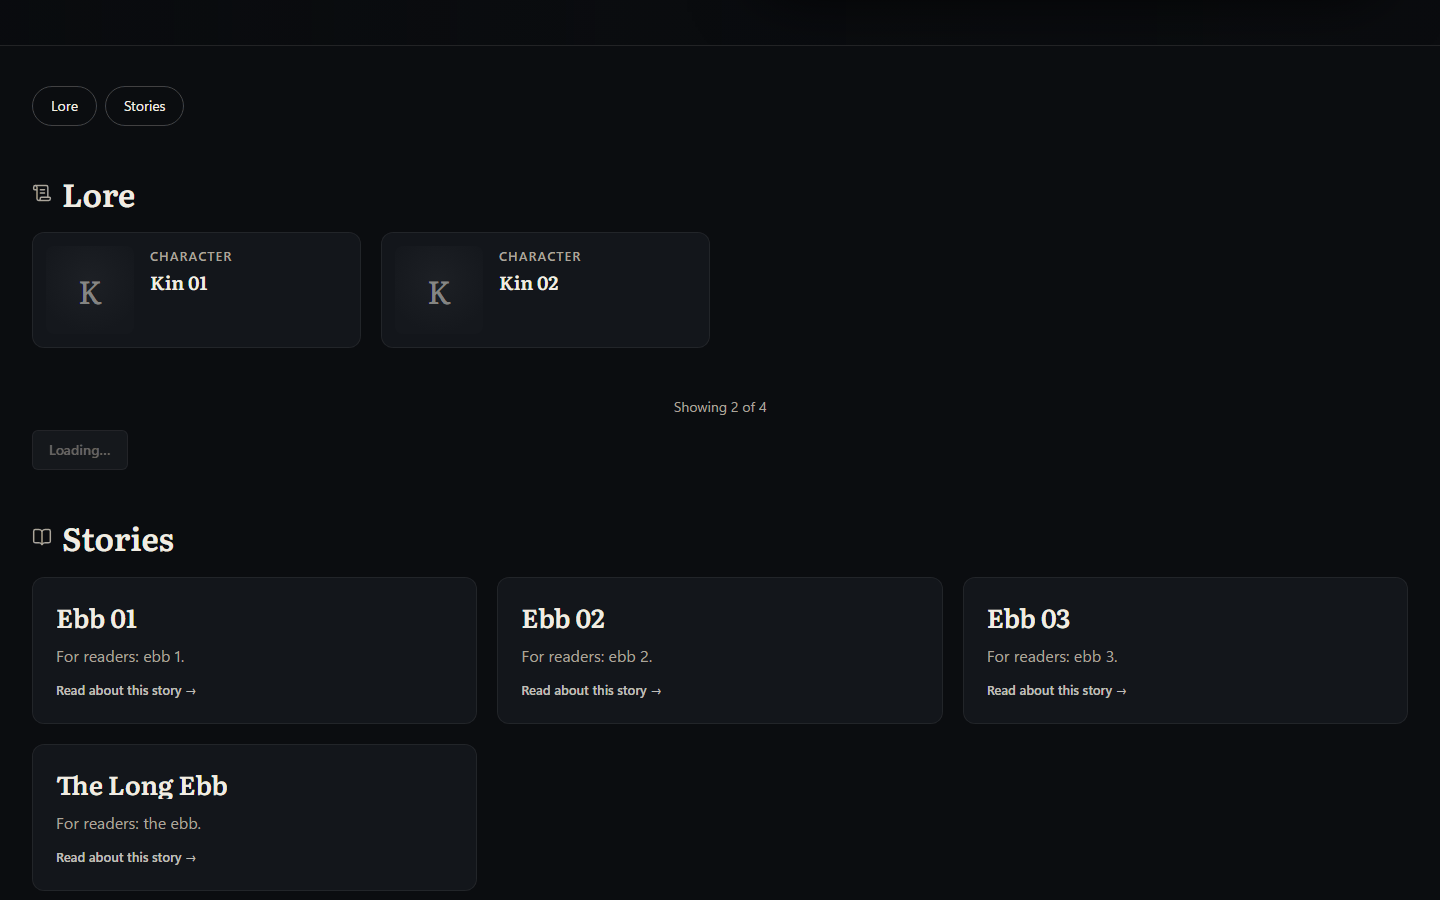 Lore Stories
Lore
K CHARACTER
Kin 01
K CHARACTER
Kin 02
Showing 2 of 4
Loading...
Stories
Ebb 01
For readers: ebb 1.
Read about this story →
Ebb 02
For readers: ebb 2.
Read about this story →
Ebb 03
For readers: ebb 3.
Read about this story →
The Long Ebb
For readers: the ebb.
Read about this story →